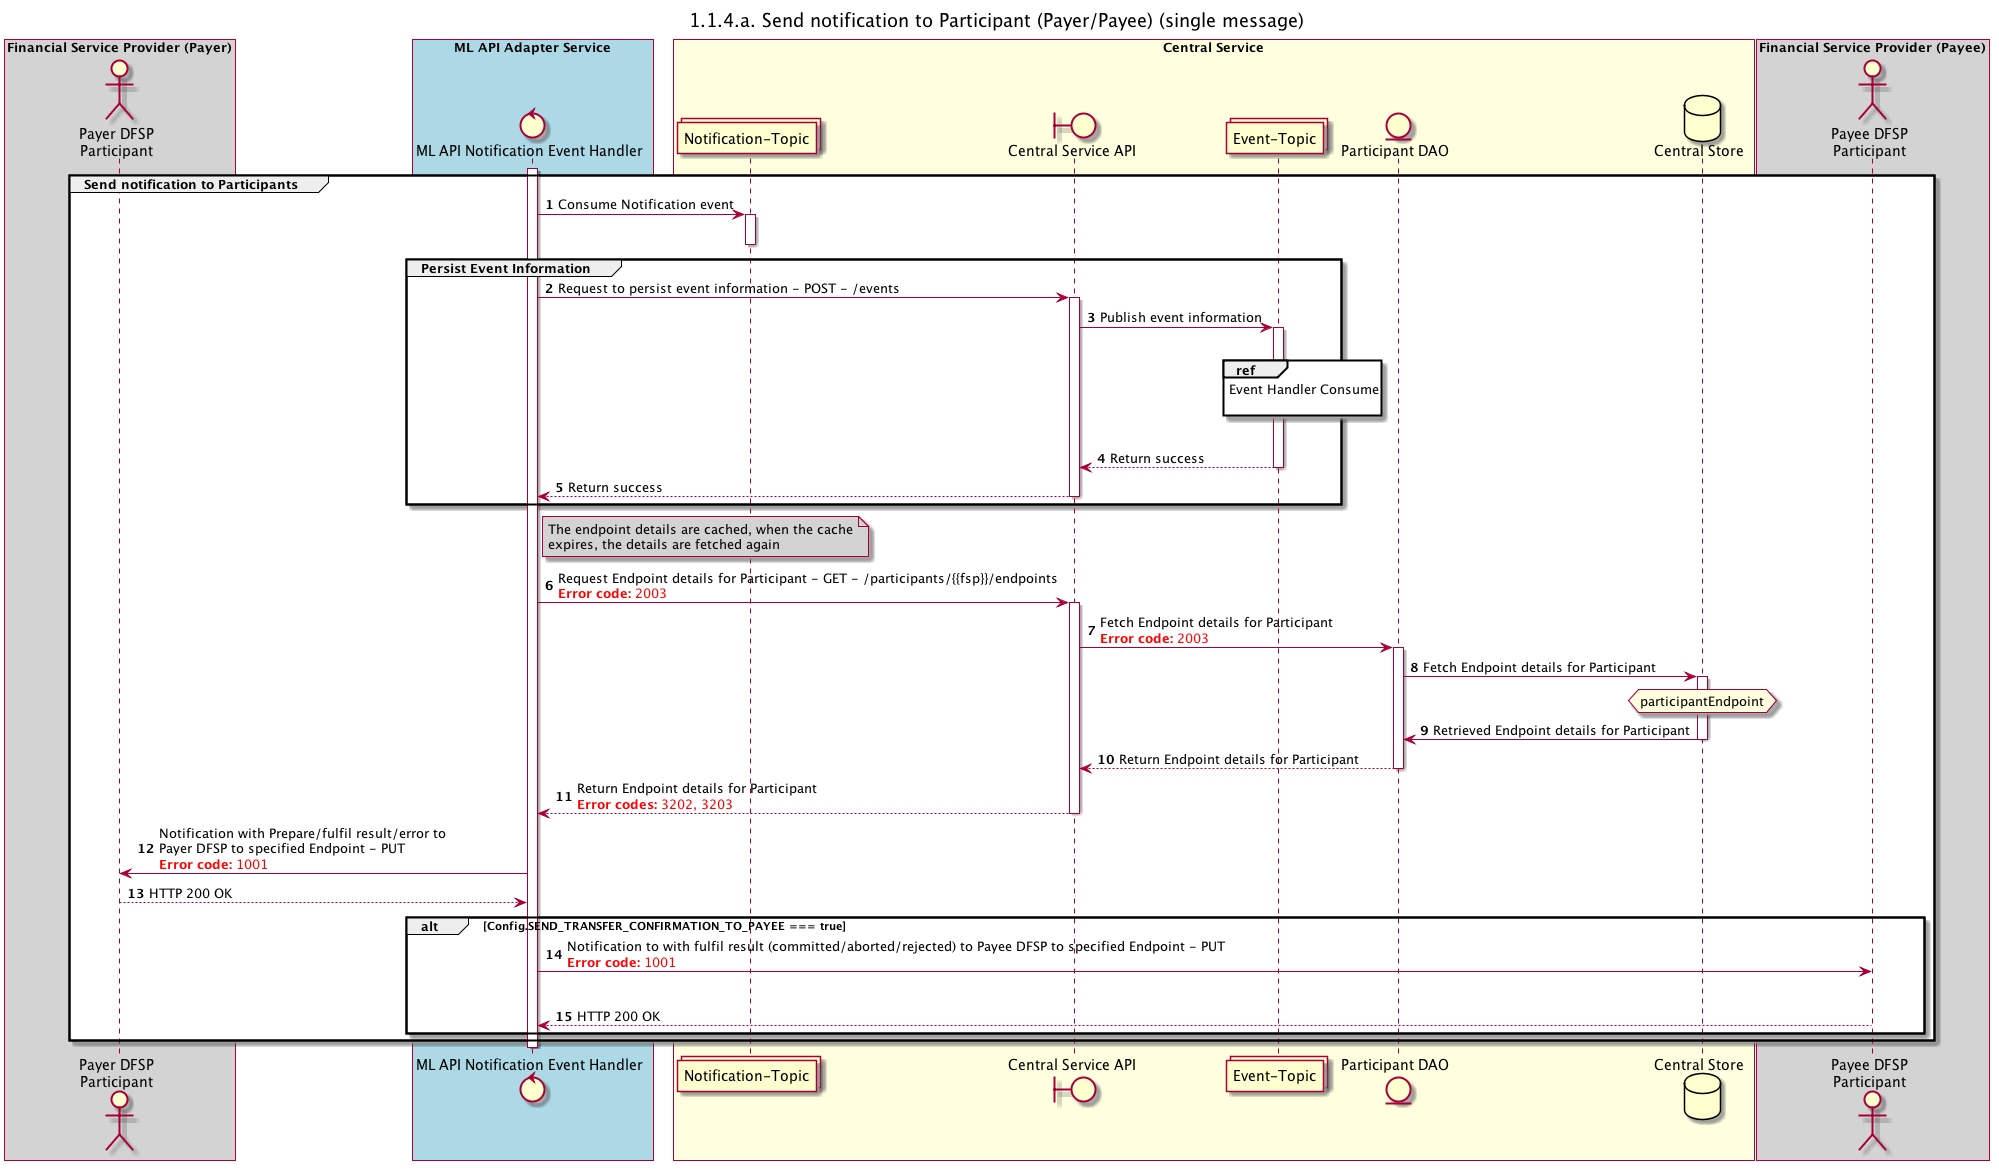 1.1.4.a. Send notification to Participant (Payer/Payee) (single message)
Financial Service Provider (Payer)
ML API Adapter Service
Central Service
Financial Service Provider (Payee)
Payer DFSP
Participant
ML API Notification Event Handler
Notification-Topic
Central Service API
Event-Topic
Participant DAO
Central Store
Payee DFSP
Participant
Send notification to Participants
1 Consume Notification event
Persist Event Information
2 Request to persist event information - POST - /events
3 Publish event information
ref
Event Handler Consume
4 Return success
5 Return success
The endpoint details are cached, when the cache
expires, the details are fetched again
6 Request Endpoint details for Participant - GET - /participants/{{fsp}}/endpoints
Error code: 2003
7 Fetch Endpoint details for Participant
Error code: 2003
8 Fetch Endpoint details for Participant
participantEndpoint
9 Retrieved Endpoint details for Participant
10 Return Endpoint details for Participant
11 Return Endpoint details for Participant
Error codes: 3202, 3203
Notification with Prepare/fulfil result/error to
12 Payer DFSP to specified Endpoint - PUT
Error code: 1001
13 HTTP 200 OK
alt [Config.SEND_TRANSFER_CONFIRMATION_TO_PAYEE === true]
14 Notification to with fulfil result (committed/aborted/rejected) to Payee DFSP to specified Endpoint - PUT
Error code: 1001
15 HTTP 200 OK
Payer DFSP
Participant
ML API Notification Event Handler
Notification-Topic
Central Service API
Event-Topic
Participant DAO
Central Store
Payee DFSP
Participant